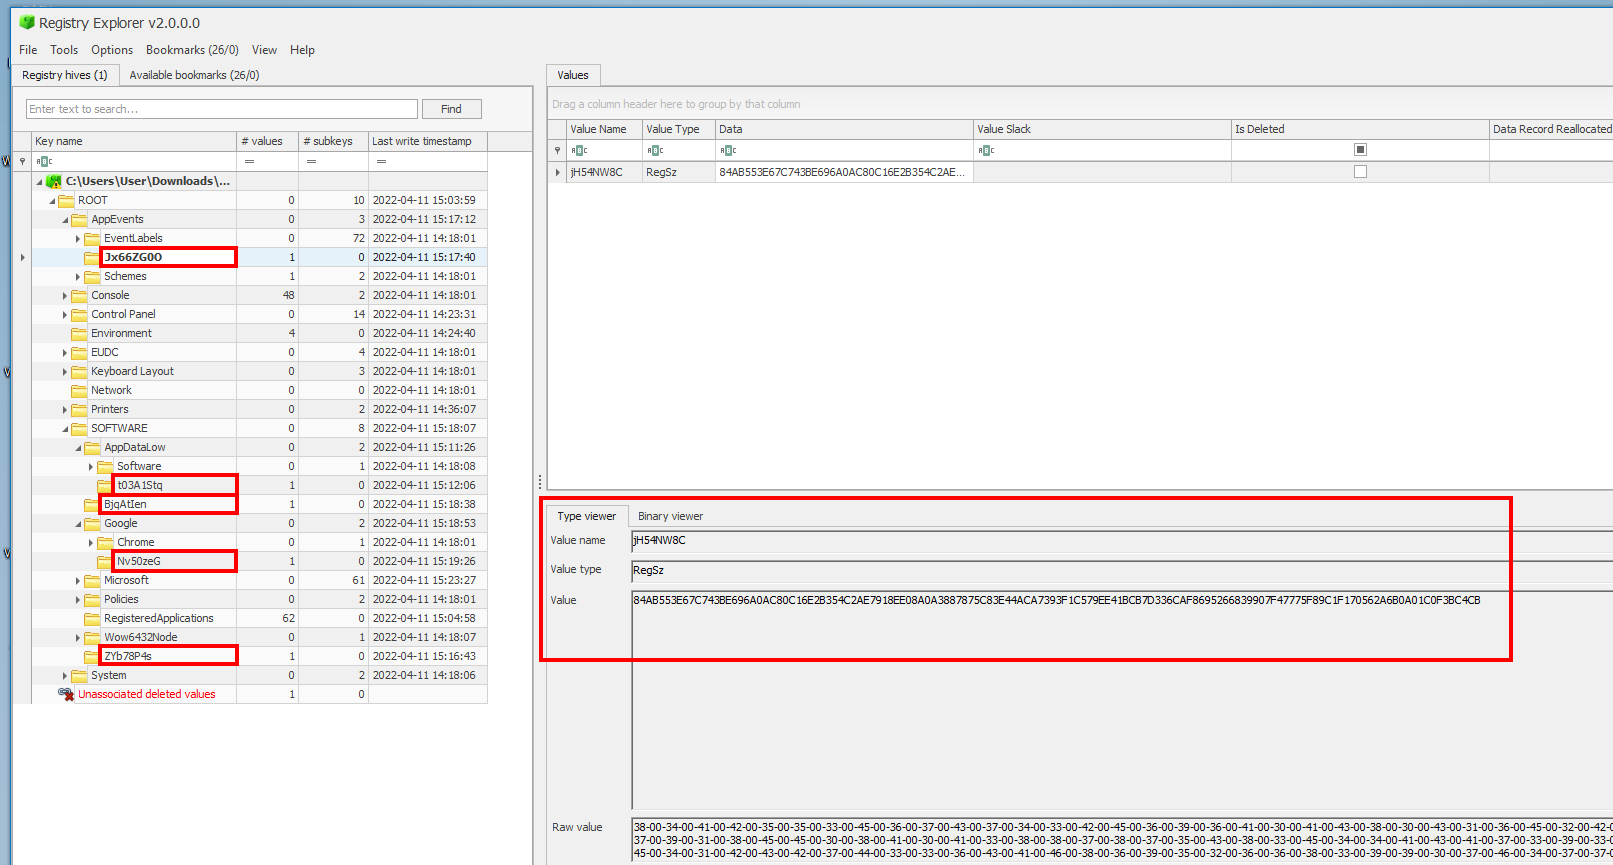 Registry Explorer v2.0.0.0
File Tools Options Bookmarks (26/0) View Help
Registry hives (1) Available bookmarks (26/0)
Enter text to search... Find
Key name # values # subkeys Last write timestamp
= = =
C:\Users\User\Downloads\...
ROOT 0 10 2022-04-11 15:03:59
AppEvents 0 3 2022-04-11 15:17:12
EventLabels 0 72 2022-04-11 14:18:01
Jx66ZG0O 1 0 2022-04-11 15:17:40
Schemes 1 2 2022-04-11 14:18:01
Console 48 2 2022-04-11 14:18:01
Control Panel 0 14 2022-04-11 14:23:31
Environment 4 0 2022-04-11 14:24:40
EUDC 0 4 2022-04-11 14:18:01
Keyboard Layout 0 3 2022-04-11 14:18:01
Network 0 0 2022-04-11 14:18:01
Printers 0 2 2022-04-11 14:36:07
SOFTWARE 0 8 2022-04-11 15:18:07
AppDataLow 0 2 2022-04-11 15:11:26
Software 0 1 2022-04-11 14:18:08
t03A1Stq 1 0 2022-04-11 15:12:06
BjqAtIen 1 0 2022-04-11 15:18:38
Google 0 2 2022-04-11 15:18:53
Chrome 0 1 2022-04-11 14:18:01
Nv50zeG 1 0 2022-04-11 15:19:26
Microsoft 0 61 2022-04-11 15:23:27
Policies 0 2 2022-04-11 14:18:01
RegisteredApplications 62 0 2022-04-11 15:04:58
Wow6432Node 0 1 2022-04-11 14:18:07
ZYb78P4s 1 0 2022-04-11 15:16:43
System 0 2 2022-04-11 14:18:06
Unassociated deleted values 1 0
Values
Drag a column header here to group by that column
Value Name Value Type Data Value Slack Is Deleted Data Record Reallocated
jH54NW8C RegSz 84AB553E67C743BE696A0AC80C16E2B354C2AE...
Type viewer Binary viewer
Value name jH54NW8C
Value type RegSz
Value 84AB553E67C743BE696A0AC80C16E2B354C2AE7918EE08A0A3887875C83E44ACA7393F1C579EE41BCB7D336CAF8695266839907F47775F89C1F170562A6B0A01C0F3BC4CB
Raw value 38-00-34-00-41-00-42-00-35-00-35-00-33-00-45-00-36-00-37-00-43-00-37-00-34-00-33-00-42-00-45-00-36-00-39-00-36-00-41-00-30-00-41-00-43-00-38-00-30-00-43-00-31-00-36-00-45-00-32-00-42-0
37-00-39-00-31-00-38-00-45-00-45-00-30-00-38-00-41-00-30-00-41-00-33-00-38-00-38-00-37-00-38-00-37-00-35-00-43-00-38-00-33-00-45-00-34-00-34-00-41-00-43-00-41-00-37-00-33-00-39-00-33-0
45-00-34-00-31-00-42-00-43-00-42-00-37-00-44-00-33-00-33-00-36-00-43-00-41-00-46-00-38-00-36-00-39-00-35-00-32-00-36-00-36-00-38-00-33-00-39-00-39-00-30-00-37-00-46-00-34-00-37-0